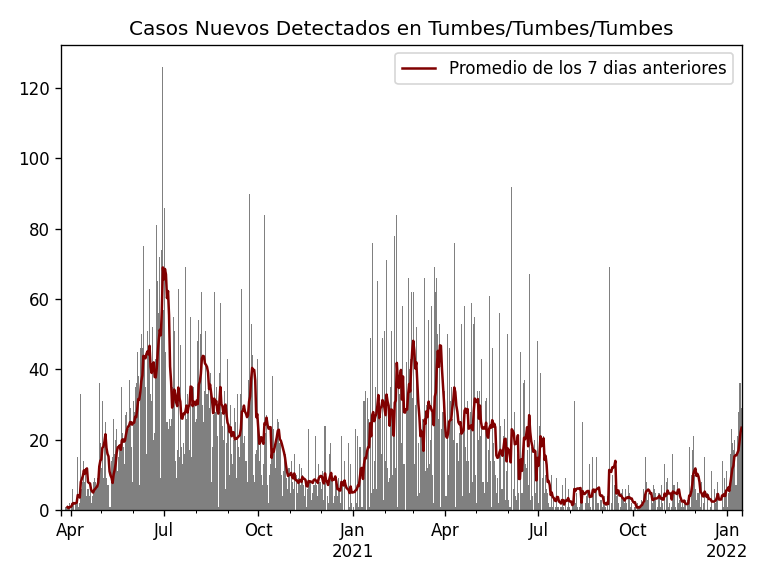 Casos Nuevos Detectados en Tumbes/Tumbes/Tumbes
Promedio de los 7 dias anteriores
120
100
80
60
40
20
0
Apr Jul Oct Jan Apr Jul Oct Jan
2021 2022